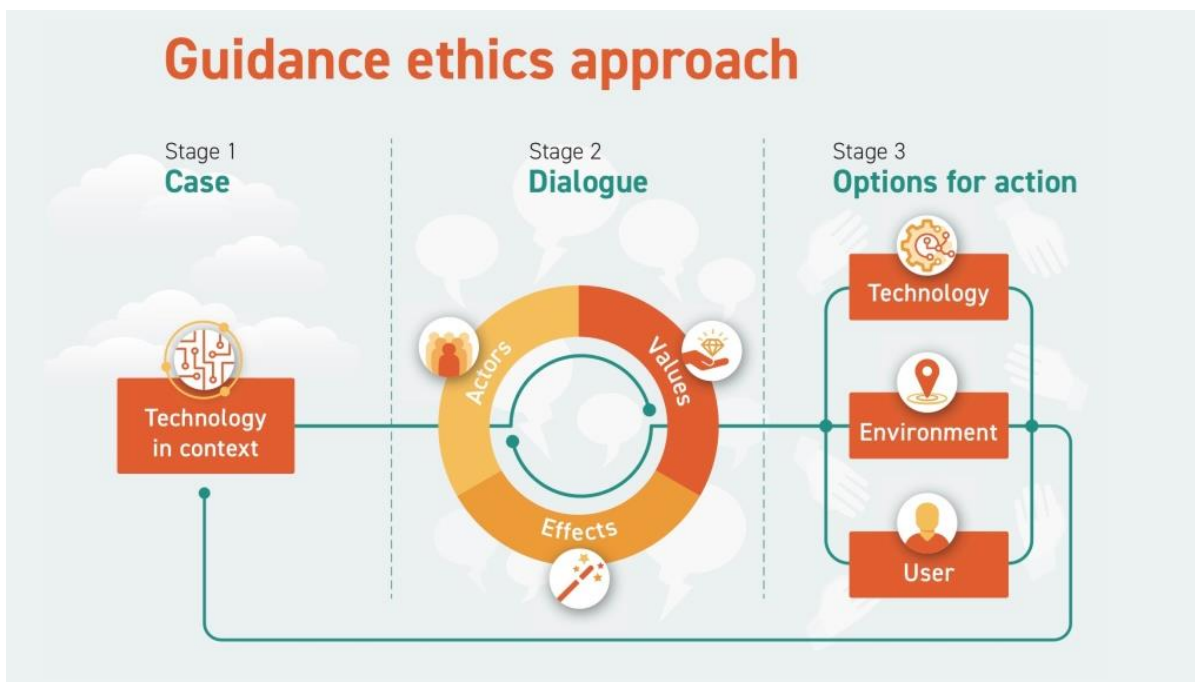 Guidance ethics approach
Stage 1
Case
Stage 2
Dialogue
Stage 3
Options for action
Technology
in context
Actors
Values
Effects
Technology
Environment
User